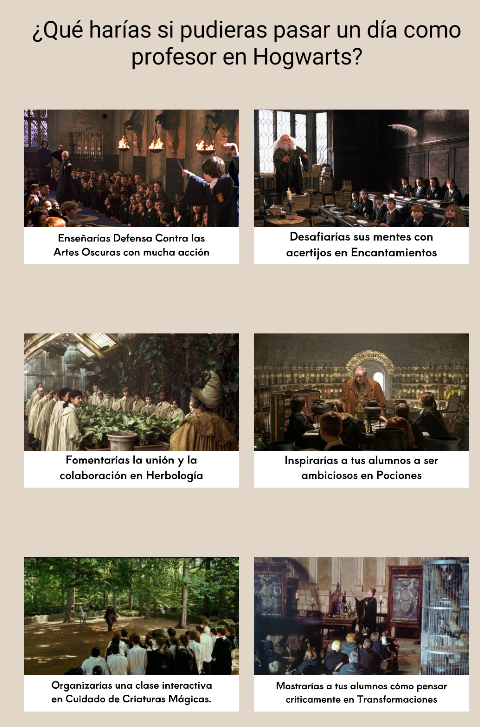 ¿Qué harías si pudieras pasar un día como
profesor en Hogwarts?
Enseñarías Defensa Contra las
Artes Oscuras con mucha acción
Desafiarías sus mentes con
acertijos en Encantamientos
Fomentarías la unión y la
colaboración en Herbología
Inspirarías a tus alumnos a ser
ambiciosos en Pociones
Organizarías una clase interactiva
en Cuidado de Criaturas Mágicas.
Mostrarías a tus alumnos cómo pensar
críticamente en Transformaciones